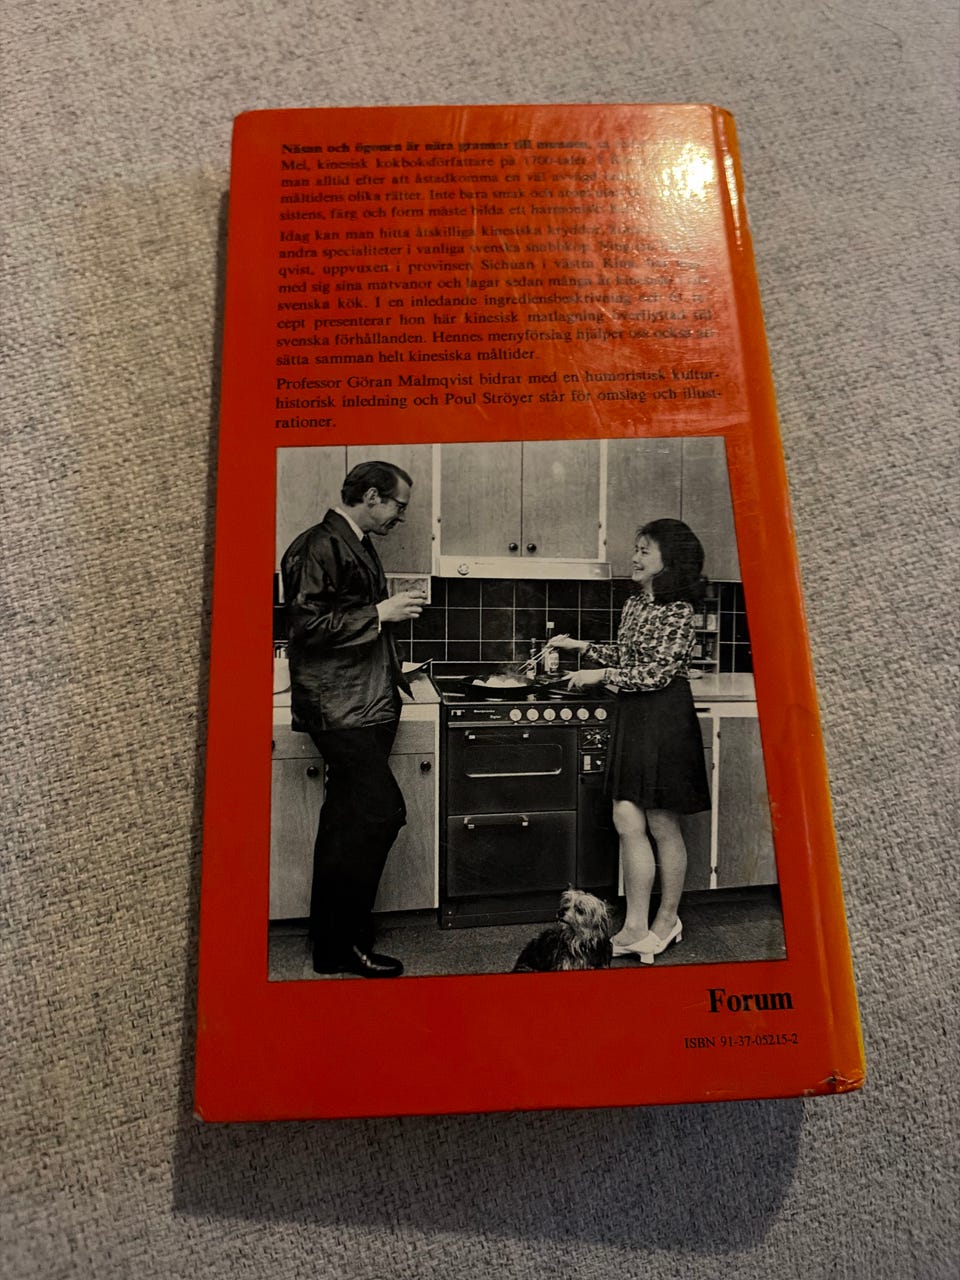 Näsan och ögonen är nära grannar till munnen,
Mei, kinesisk kokboksförfattare på 1700-talet. I
man alltid efter att åstadkomma en väl avvägd
måltidens olika rätter. Inte bara smak och
sistens, färg och form måste bilda ett harmonisk
Idag kan man hitta åtskilliga kinesiska kryddor,
andra specialiteter i vanliga svenska snabbköp.
qvist, uppvuxen i provinsen Sichuan i västra
med sig sina matvanor och lagar sedan många år
svenska kök. I en inledande ingrediensbeskrivning
cept presenterar hon här kinesisk matlagning överflyttad till
svenska förhållanden. Hennes menyförslag hjälper oss också att
sätta samman helt kinesiska måltider.
Professor Göran Malmqvist bidrar med en humoristisk kultur-
historisk inledning och Poul Ströyer står för omslag och illust-
rationer.
Forum
ISBN 91-37-05215-2